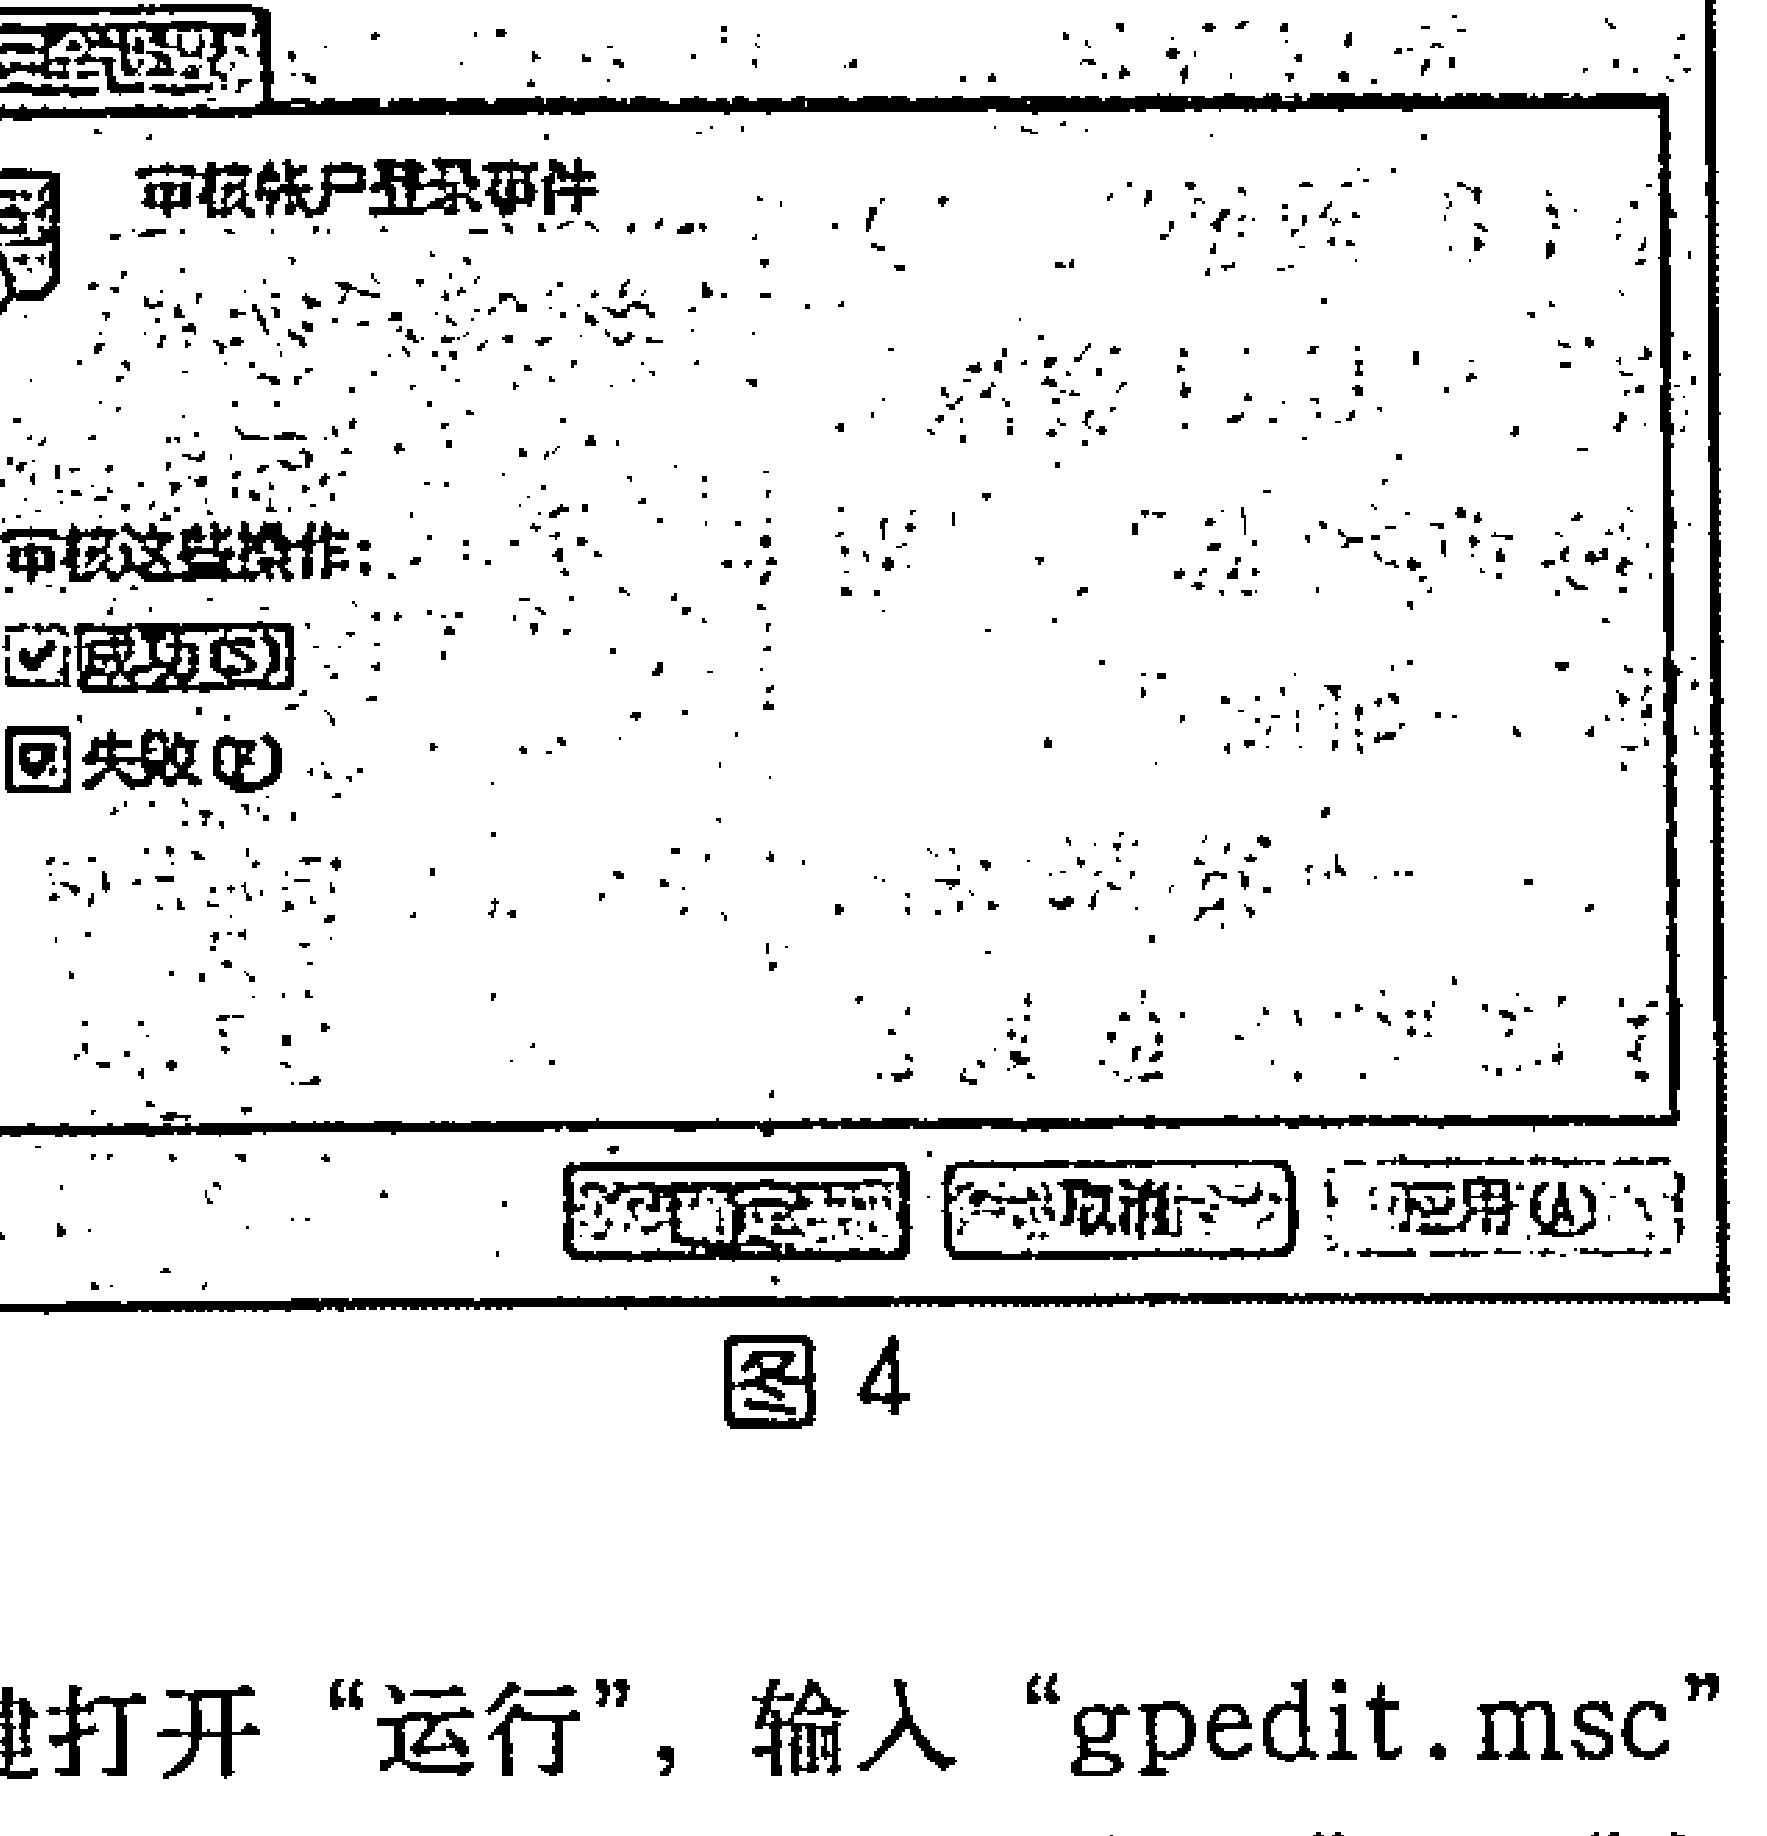 审核帐户登录事件
审核这些操作:
成功(S)
失败(F)
确定 取消 应用(A)
图 4
键打开 “运行”, 输入 “gpedit.msc”